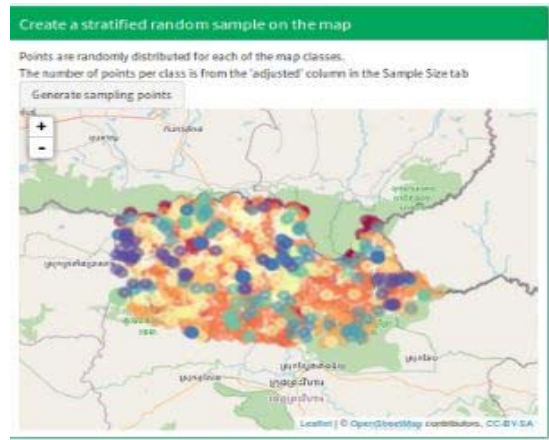 Create a stratified random sample on the map
Points are randomly distributed for each of the map classes.
The number of points per class is from the 'adjusted' column in the Sample Size tab
Generate sampling points
+
-
Leaflet | © OpenStreetMap contributors, CC-BY-SA